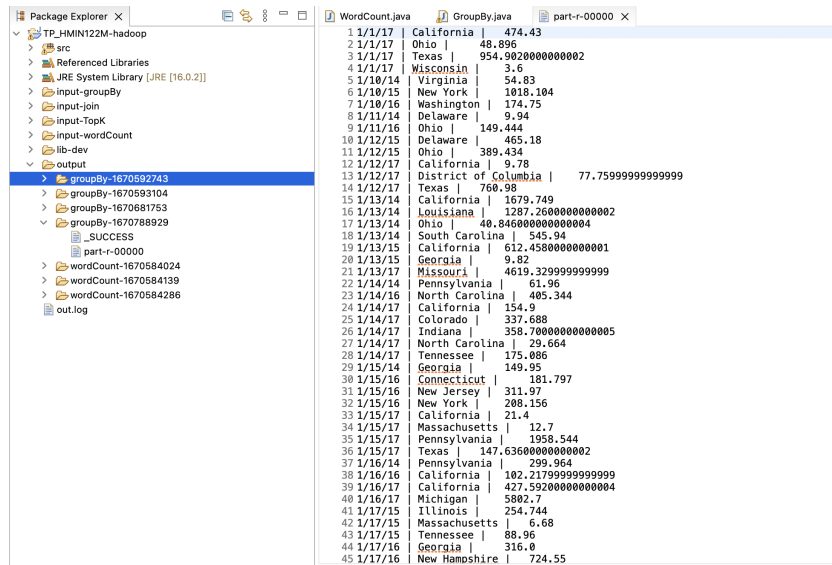 Package Explorer
TP_HMIN122M-hadoop
src
Referenced Libraries
JRE System Library [JRE [16.0.2]]
input-groupBy
input-join
input-TopK
input-wordCount
lib-dev
output
groupBy-1670592743
groupBy-1670593104
groupBy-1670681753
groupBy-1670788929
_SUCCESS
part-r-00000
wordCount-1670584024
wordCount-1670584139
wordCount-1670584286
out.log
WordCount.java GroupBy.java part-r-00000
1 1/1/17 | California | 474.43
2 1/1/17 | Ohio | 48.896
3 1/1/17 | Texas | 954.9020000000002
4 1/1/17 | Wisconsin | 3.6
5 1/10/14 | Virginia | 54.83
6 1/10/15 | New York | 1018.104
7 1/10/16 | Washington | 174.75
8 1/11/14 | Delaware | 9.94
9 1/11/16 | Ohio | 149.444
10 1/12/15 | Delaware | 465.18
11 1/12/15 | Ohio | 389.434
12 1/12/17 | California | 9.78
13 1/12/17 | District of Columbia | 77.75999999999999
14 1/12/17 | Texas | 760.98
15 1/13/14 | California | 1679.749
16 1/13/14 | Louisiana | 1287.2600000000002
17 1/13/14 | Ohio | 40.846000000000004
18 1/13/14 | South Carolina | 545.94
19 1/13/15 | California | 612.4580000000001
20 1/13/15 | Georgia | 9.82
21 1/13/17 | Missouri | 4619.329999999999
22 1/14/14 | Pennsylvania | 61.96
23 1/14/16 | North Carolina | 405.344
24 1/14/17 | California | 154.9
25 1/14/17 | Colorado | 337.688
26 1/14/17 | Indiana | 358.70000000000005
27 1/14/17 | North Carolina | 29.664
28 1/14/17 | Tennessee | 175.086
29 1/15/14 | Georgia | 149.95
30 1/15/16 | Connecticut | 181.797
31 1/15/16 | New Jersey | 311.97
32 1/15/16 | New York | 208.156
33 1/15/17 | California | 21.4
34 1/15/17 | Massachusetts | 12.7
35 1/15/17 | Pennsylvania | 1958.544
36 1/15/17 | Texas | 147.63600000000002
37 1/16/14 | Pennsylvania | 299.964
38 1/16/16 | California | 102.21799999999999
39 1/16/17 | California | 427.59200000000004
40 1/16/17 | Michigan | 5802.7
41 1/17/15 | Illinois | 254.744
42 1/17/15 | Massachusetts | 6.68
43 1/17/15 | Tennessee | 88.96
44 1/17/16 | Georgia | 316.0
45 1/17/16 | New Hampshire | 724.55